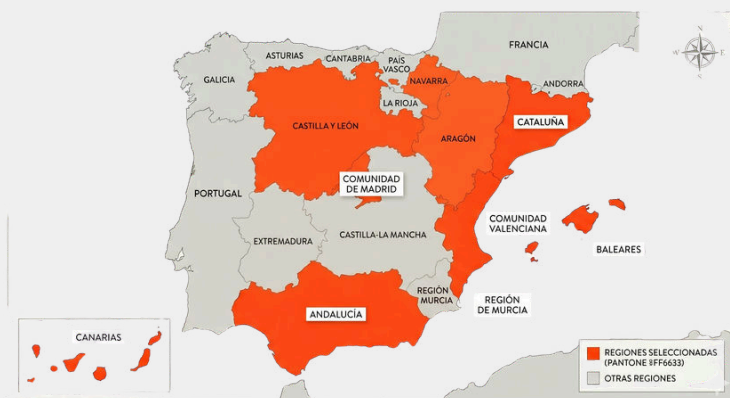 N
W
E
S
FRANCIA
ASTURIAS
CANTABRIA
PAÍS
VASCO
GALICIA
NAVARRA
ANDORRA
LA RIOJA
CASTILLA Y LEÓN
CATALUÑA
ARAGÓN
COMUNIDAD
DE MADRID
PORTUGAL
COMUNIDAD
VALENCIANA
CASTILLA-LA MANCHA
EXTREMADURA
BALEARES
REGIÓN
MURCIA
REGIÓN
DE MURCIA
ANDALUCÍA
CANARIAS
REGIONES SELECCIONADAS
(PANTONE #FF6633)
OTRAS REGIONES